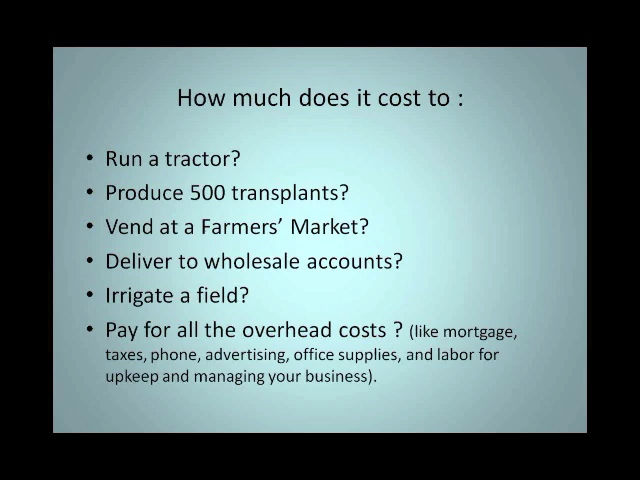 How much does it cost to :
• Run a tractor?
• Produce 500 transplants?
• Vend at a Farmers’ Market?
• Deliver to wholesale accounts?
• Irrigate a field?
• Pay for all the overhead costs ? (like mortgage,
taxes, phone, advertising, office supplies, and labor for
upkeep and managing your business).